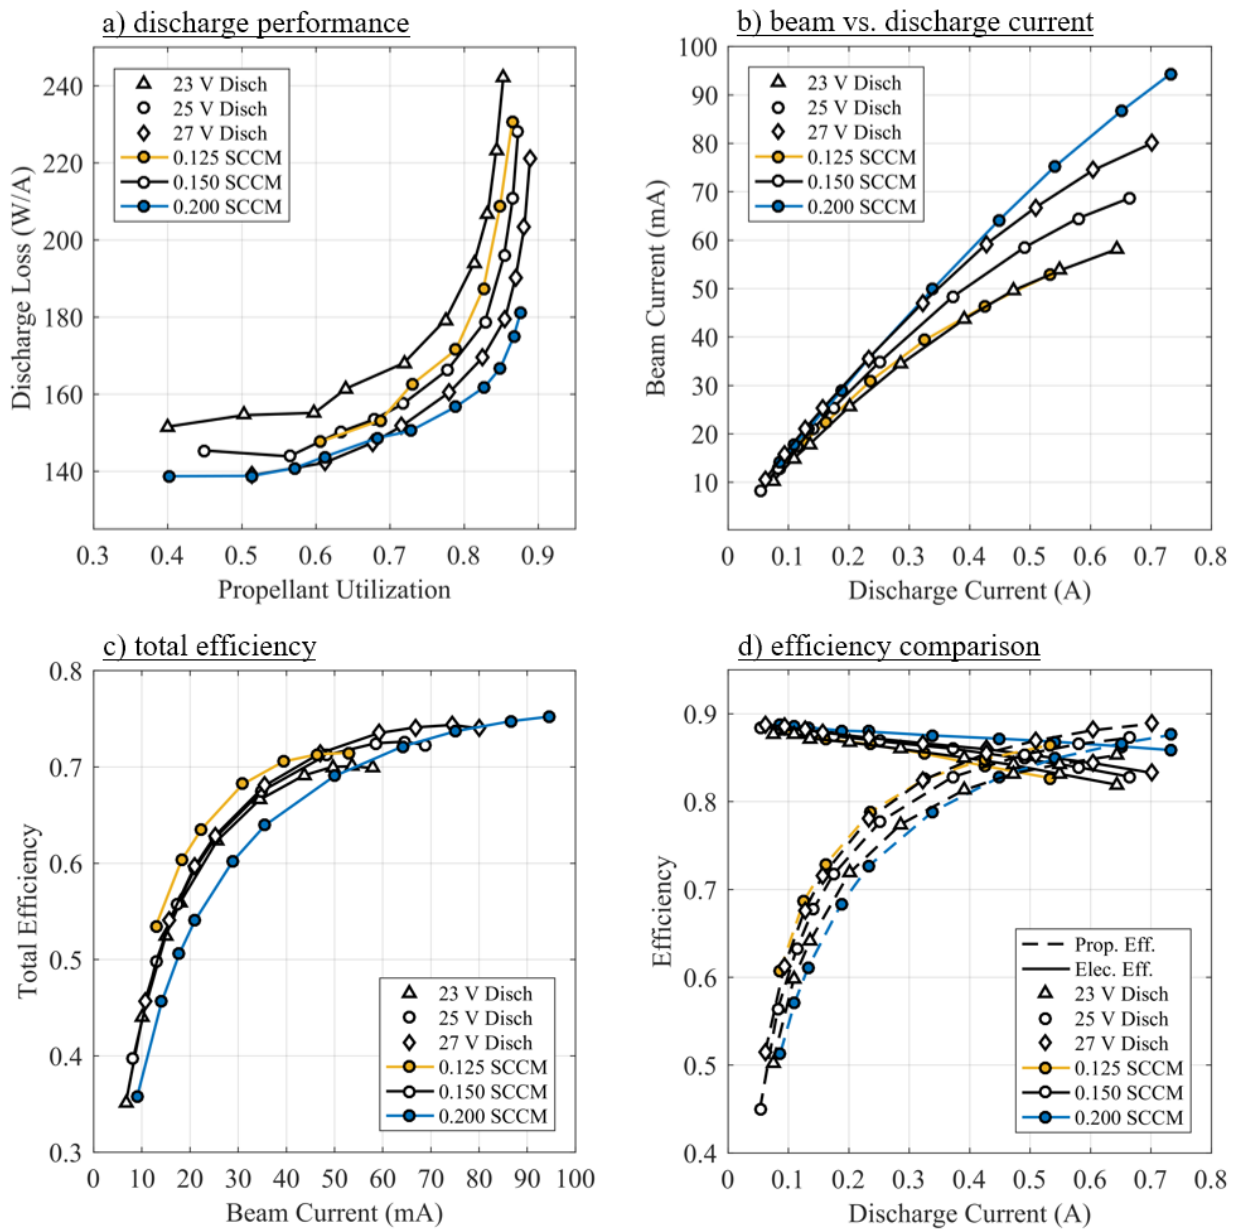 a) discharge performance
240
220
200
180
160
140
0.3 0.4 0.5 0.6 0.7 0.8 0.9
Discharge Loss (W/A)
Propellant Utilization
23 V Disch
25 V Disch
27 V Disch
0.125 SCCM
0.150 SCCM
0.200 SCCM
b) beam vs. discharge current
100
90
80
70
60
50
40
30
20
10
0 0.1 0.2 0.3 0.4 0.5 0.6 0.7 0.8
Beam Current (mA)
Discharge Current (A)
23 V Disch
25 V Disch
27 V Disch
0.125 SCCM
0.150 SCCM
0.200 SCCM
c) total efficiency
0.8
0.7
0.6
0.5
0.4
0.3
0 10 20 30 40 50 60 70 80 90 100
Total Efficiency
Beam Current (mA)
23 V Disch
25 V Disch
27 V Disch
0.125 SCCM
0.150 SCCM
0.200 SCCM
d) efficiency comparison
0.9
0.8
0.7
0.6
0.5
0.4
0 0.1 0.2 0.3 0.4 0.5 0.6 0.7 0.8
Efficiency
Discharge Current (A)
Prop. Eff.
Elec. Eff.
23 V Disch
25 V Disch
27 V Disch
0.125 SCCM
0.150 SCCM
0.200 SCCM